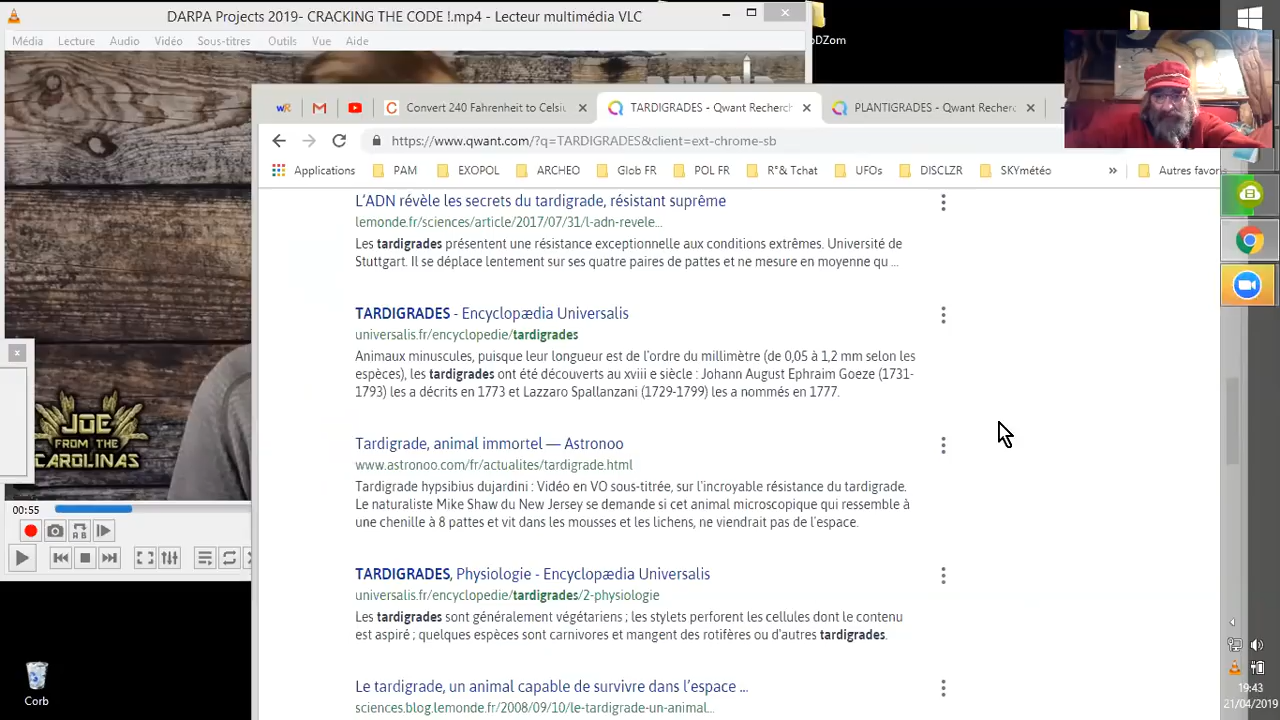 DARPA Projects 2019- CRACKING THE CODE !.mp4 - Lecteur multimédia VLC
Média Lecture Audio Vidéo Sous-titres Outils Vue Aide
Convert 240 Fahrenheit to Celsiu
TARDIGRADES - Qwant Recherch
PLANTIGRADES - Qwant Recherc
https://www.qwant.com/?q=TARDIGRADES&client=ext-chrome-sb
Applications PAM EXOPOL ARCHEO Glob FR POL FR R°& Tchat UFOs DISCLZR SKYmétéo » Autres favoris
L'ADN révèle les secrets du tardigrade, résistant suprême
lemonde.fr/sciences/article/2017/07/31/l-adn-revele...
Les tardigrades présentent une résistance exceptionnelle aux conditions extrêmes. Université de
Stuttgart. Il se déplace lentement sur ses quatre paires de pattes et ne mesure en moyenne qu ...
TARDIGRADES - Encyclopædia Universalis
universalis.fr/encyclopedie/tardigrades
Animaux minuscules, puisque leur longueur est de l'ordre du millimètre (de 0,05 à 1,2 mm selon les
espèces), les tardigrades ont été découverts au xviii e siècle : Johann August Ephraim Goeze (1731-
1793) les a décrits en 1773 et Lazzaro Spallanzani (1729-1799) les a nommés en 1777.
Tardigrade, animal immortel — Astronoo
www.astronoo.com/fr/actualites/tardigrade.html
Tardigrade hypsibius dujardini : Vidéo en VO sous-titrée, sur l'incroyable résistance du tardigrade.
Le naturaliste Mike Shaw du New Jersey se demande si cet animal microscopique qui ressemble à
une chenille à 8 pattes et vit dans les mousses et les lichens, ne viendrait pas de l'espace.
TARDIGRADES, Physiologie - Encyclopædia Universalis
universalis.fr/encyclopedie/tardigrades/2-physiologie
Les tardigrades sont généralement végétariens ; les stylets perforent les cellules dont le contenu
est aspiré ; quelques espèces sont carnivores et mangent des rotifères ou d'autres tardigrades.
Le tardigrade, un animal capable de survivre dans l'espace ...
sciences.blog.lemonde.fr/2008/09/10/le-tardigrade-un-animal...
JOE
FROM THE
CAROLINAS
00:55
Corb
19:43
21/04/2019